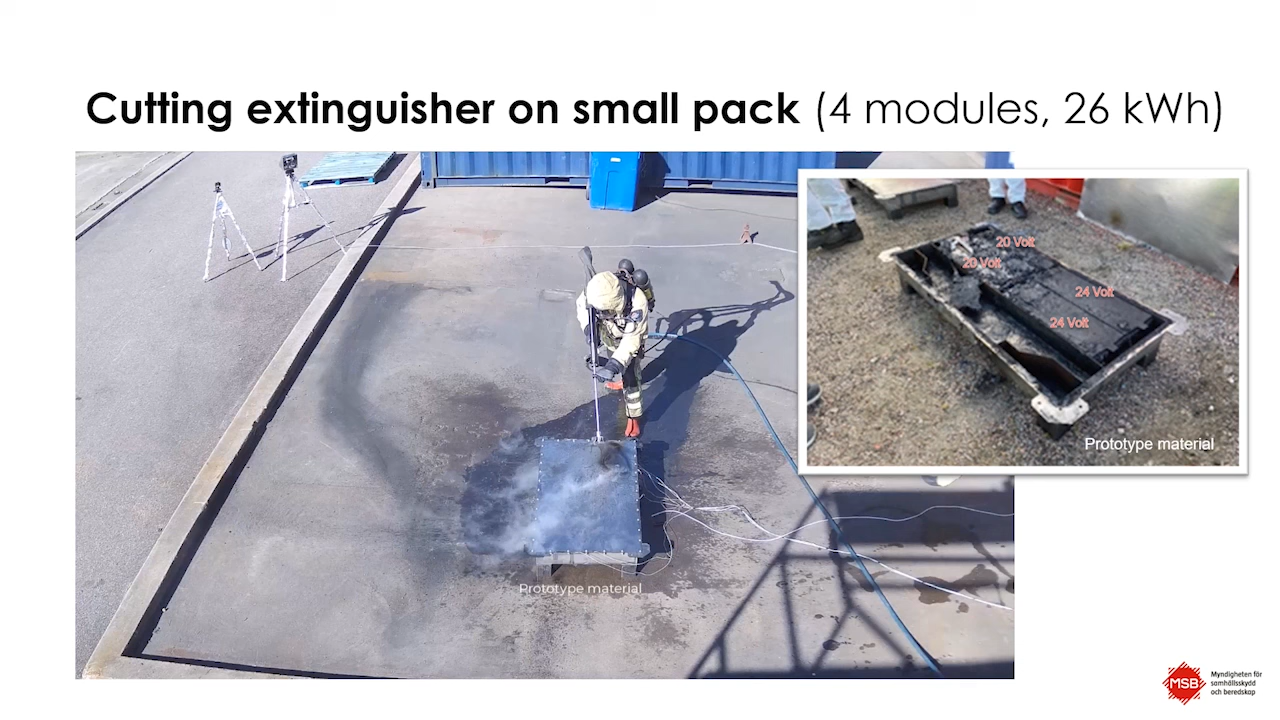 Cutting extinguisher on small pack (4 modules, 26 kWh)
20 Volt
20 Volt
24 Volt
24 Volt
Prototype material
Prototype material
MSB
Myndigheten för
samhällsskydd
och beredskap